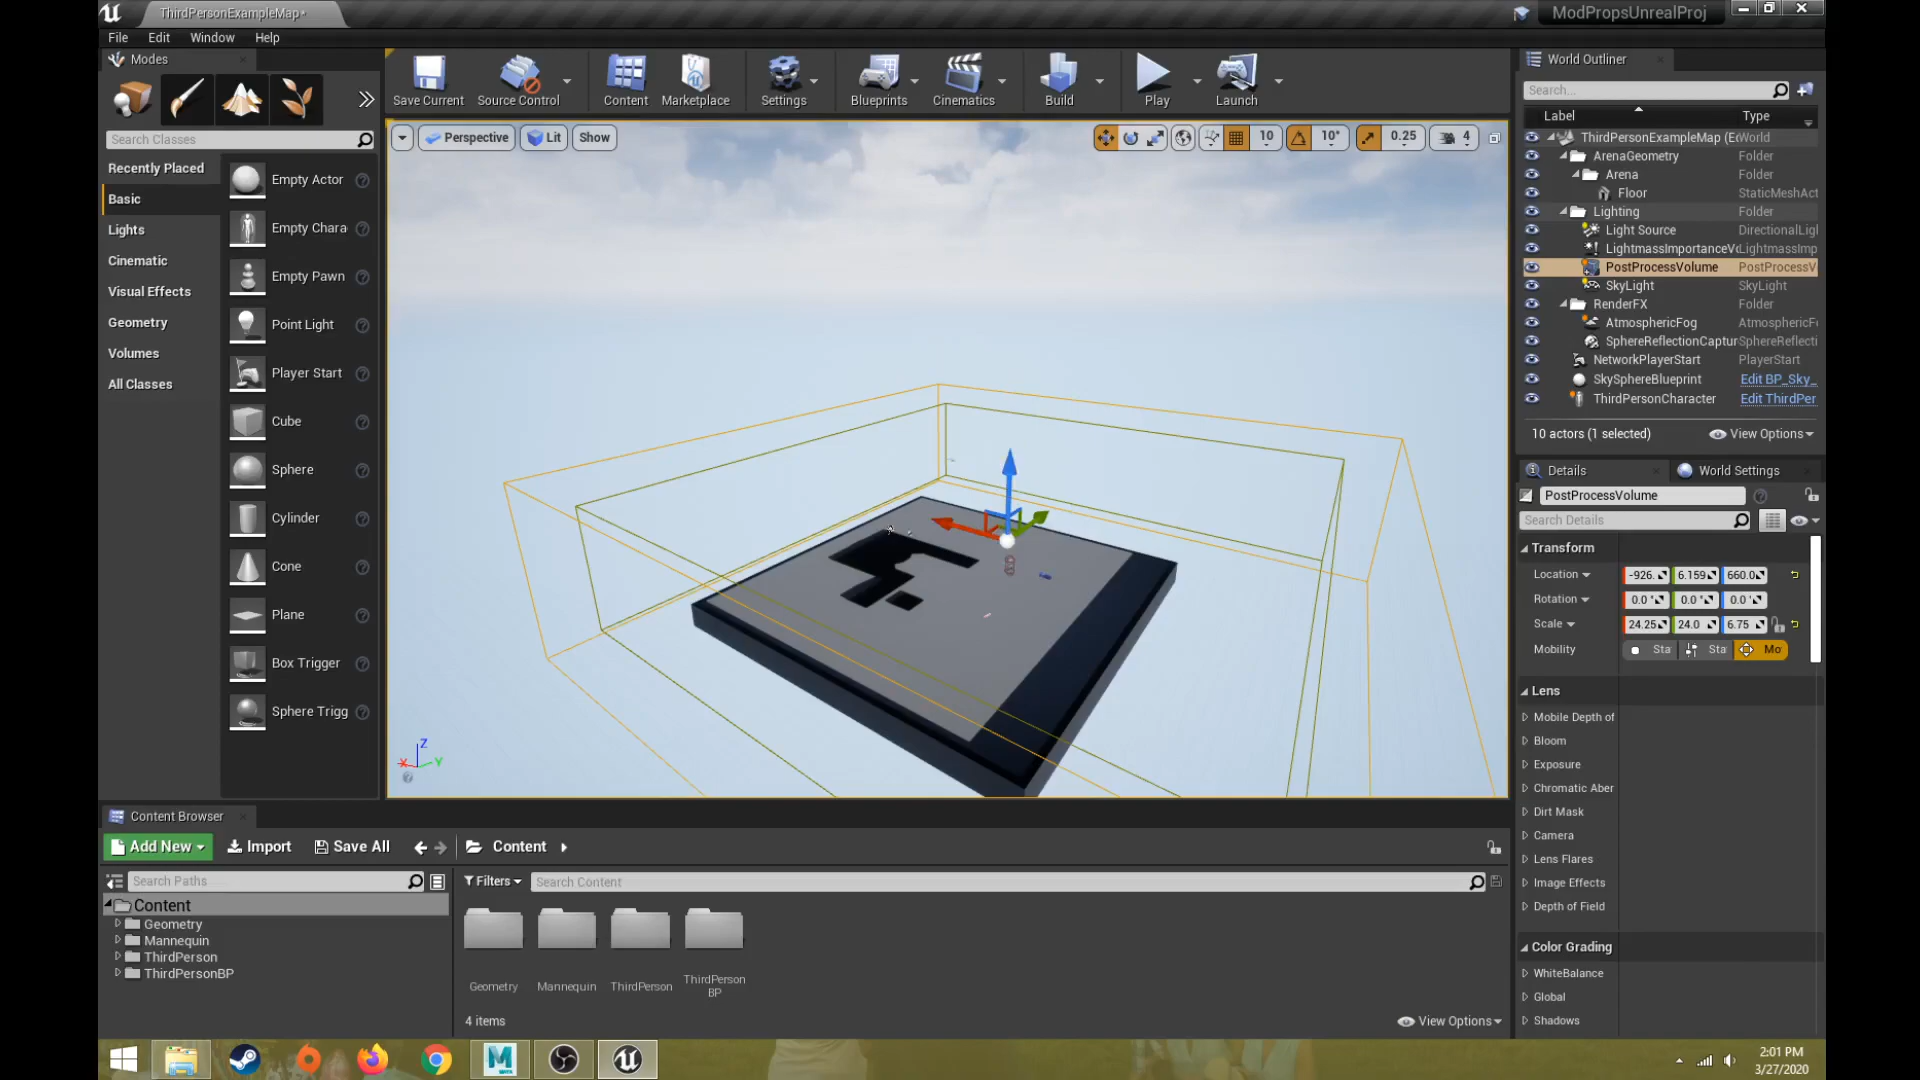 ThirdPersonExampleMap*
ModPropsUnrealProj
File Edit Window Help
Modes
Save Current
Source Control
Content
Marketplace
Settings
Blueprints
Cinematics
Build
Play
Launch
Search Classes
Recently Placed
Basic
Lights
Cinematic
Visual Effects
Geometry
Volumes
All Classes
Empty Actor
Empty Chara
Empty Pawn
Point Light
Player Start
Cube
Sphere
Cylinder
Cone
Plane
Box Trigger
Sphere Trigg
Perspective
Lit
Show
10
10°
0.25
4
Z
X
Y
World Outliner
Search...
Label Type
ThirdPersonExampleMap (Ed World
ArenaGeometry Folder
Arena Folder
Floor StaticMeshAct
Lighting Folder
Light Source DirectionalLigh
LightmassImportanceVo LightmassImp
PostProcessVolume PostProcessV
SkyLight SkyLight
RenderFX Folder
AtmosphericFog AtmosphericFo
SphereReflectionCaptur SphereReflecti
NetworkPlayerStart PlayerStart
SkySphereBlueprint Edit BP_Sky_
ThirdPersonCharacter Edit ThirdPer
10 actors (1 selected) View Options
Details World Settings
PostProcessVolume
Search Details
Transform
Location -926. 6.159 660.0
Rotation 0.0 ° 0.0 ° 0.0 °
Scale 24.25 24.0 6.75
Mobility Sta Sta Mo
Lens
Mobile Depth of
Bloom
Exposure
Chromatic Aber
Dirt Mask
Camera
Lens Flares
Image Effects
Depth of Field
Color Grading
WhiteBalance
Global
Shadows
Content Browser
Add New Import Save All Content
Search Paths
Content
Geometry
Mannequin
ThirdPerson
ThirdPersonBP
Filters Search Content
Geometry
Mannequin
ThirdPerson
ThirdPerson
BP
4 items View Options
2:01 PM
3/27/2020